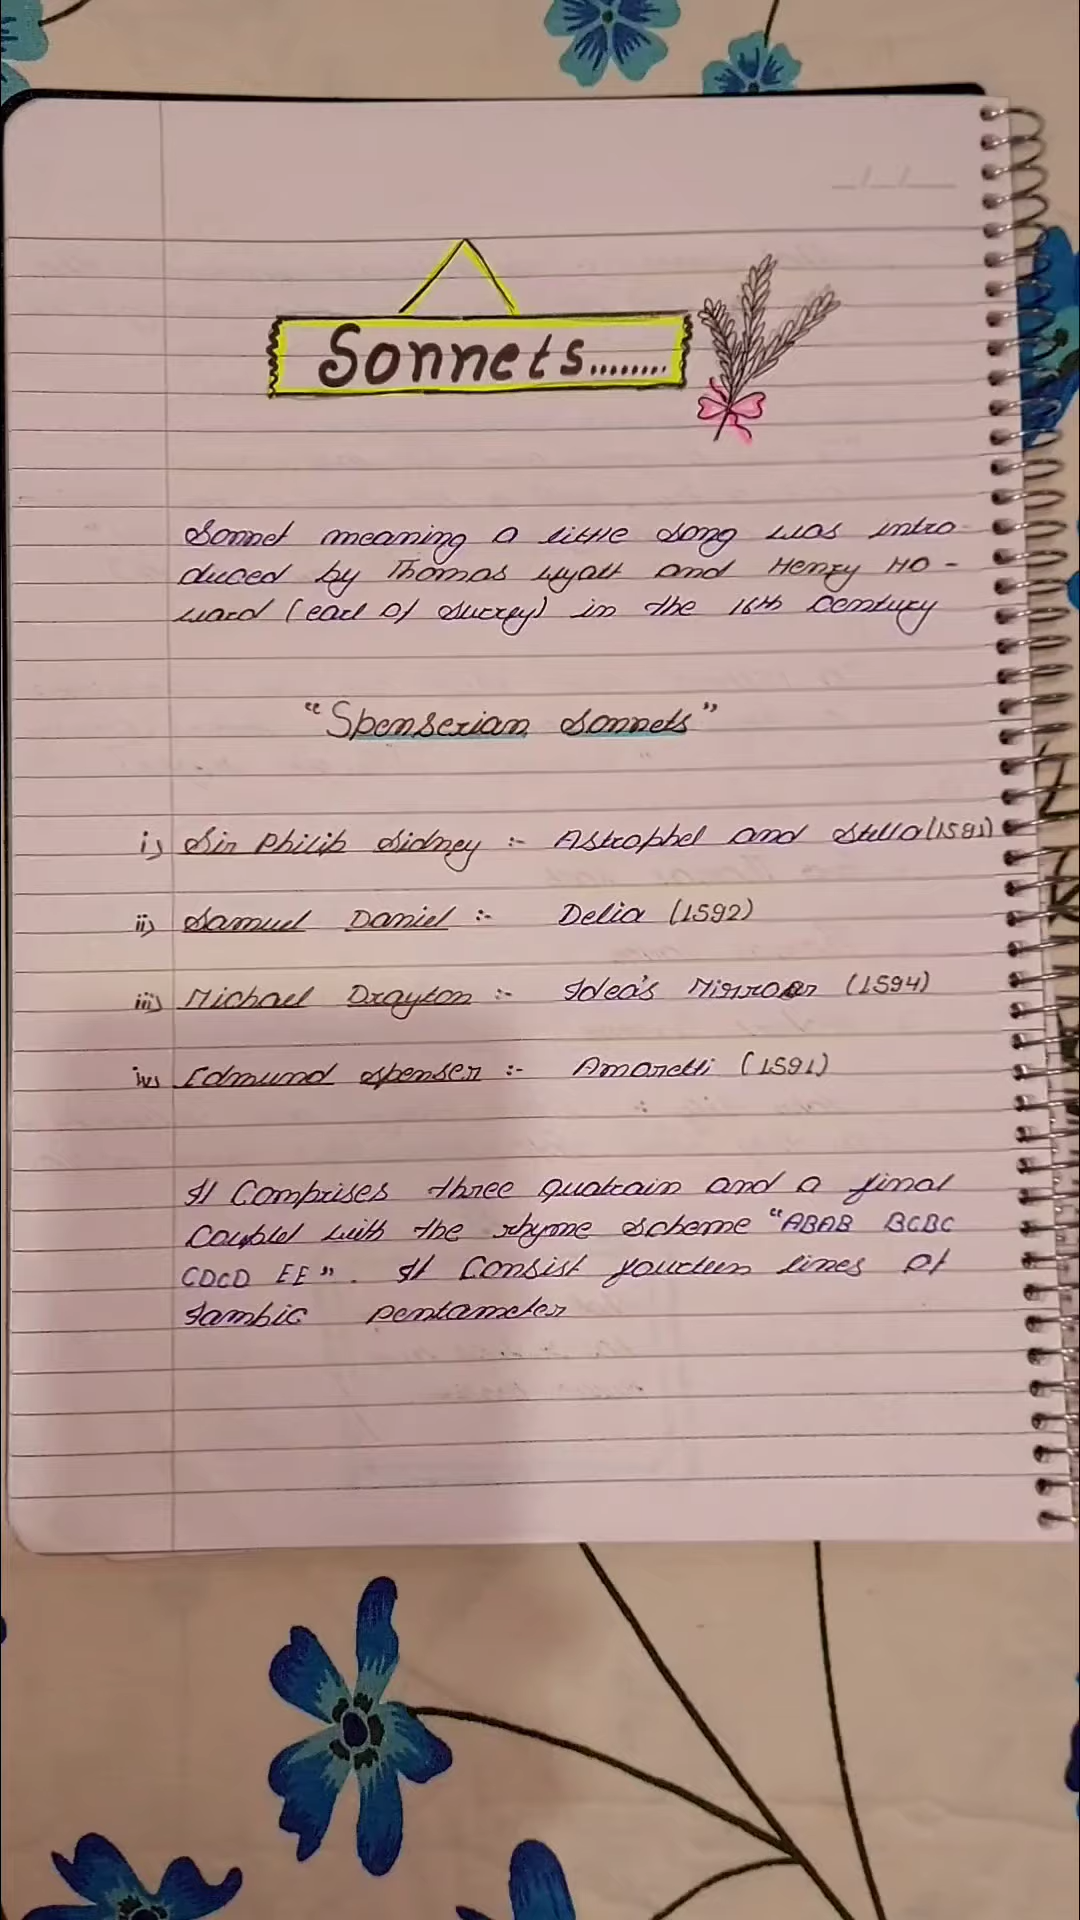 Sonnets........
Sonnet meaning a little song was intro-
duced by Thomas Wyatt and Henry Ho-
ward (earl of Surrey) in the 16th Century
"Spenserian Sonnets"
i) Sir Philip Sidney :- Astrophel and Stella (1591)
ii) Samuel Daniel :- Delia (1592)
iii) Michael Drayton :- Idea's Mirrour (1594)
iv) Edmund Spenser :- Amoretti (1591)
It Comprises three quatrain and a final
Couplet with the rhyme scheme "ABAB BCBC
CDCD EE". It Consist fourteen lines of
Iambic pentameter